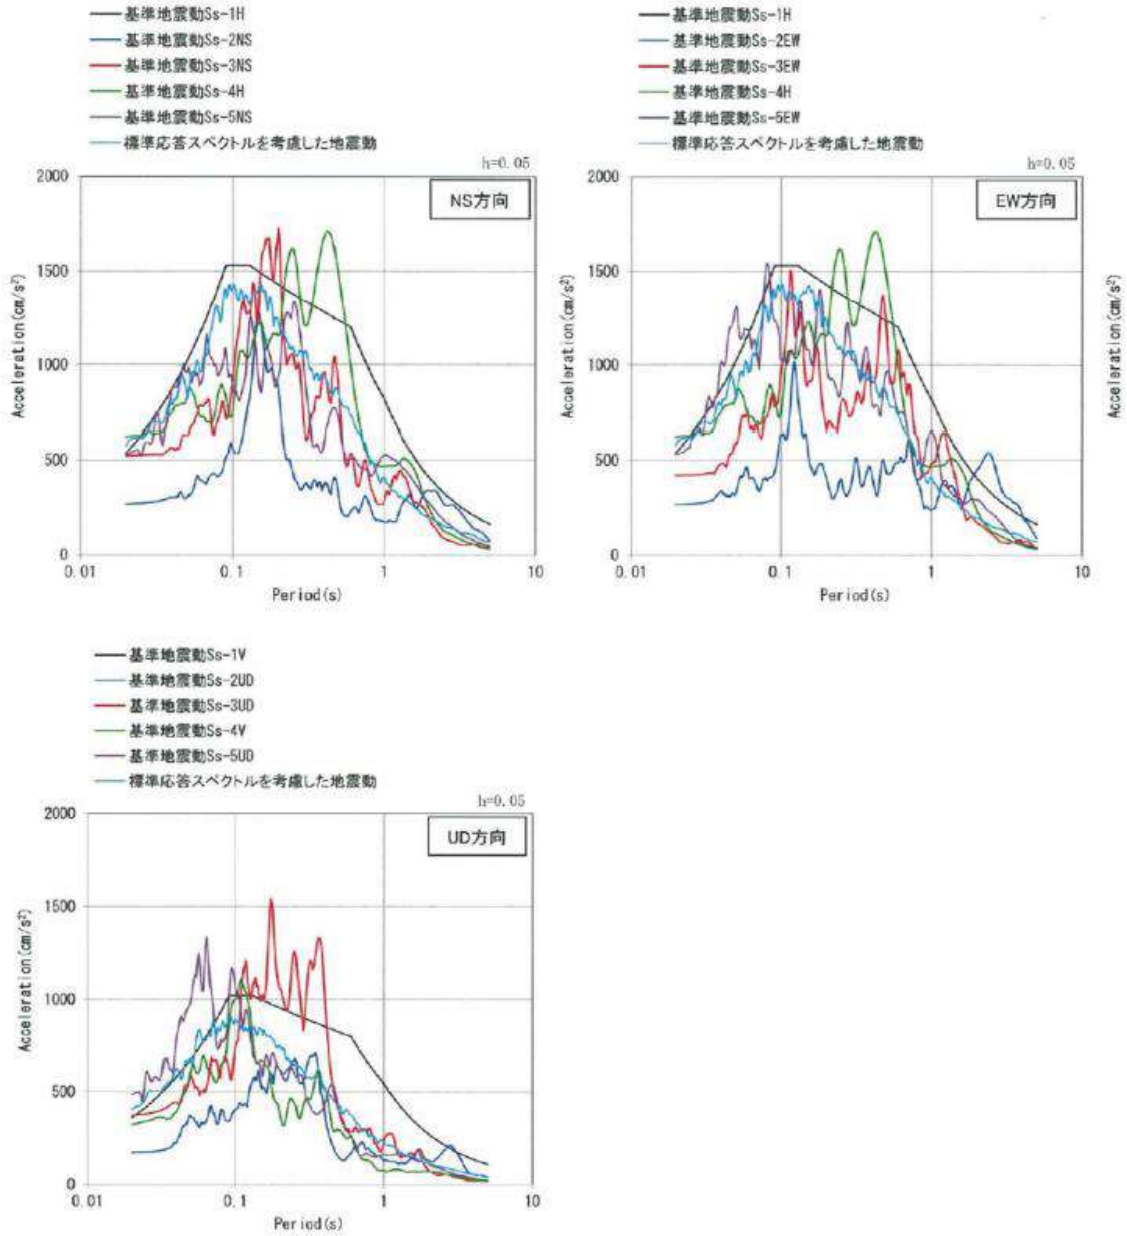 基準地震動Ss-1H
基準地震動Ss-2NS
基準地震動Ss-3NS
基準地震動Ss-4H
基準地震動Ss-5NS
標準応答スペクトルを考慮した地震動
h=0.05
NS方向
2000
1500
1000
500
0
Acceleration(cm/s²)
0.01
0.1
1
10
Period(s)
基準地震動Ss-1H
基準地震動Ss-2EW
基準地震動Ss-3EW
基準地震動Ss-4H
基準地震動Ss-5EW
標準応答スペクトルを考慮した地震動
h=0.05
EW方向
2000
1500
1000
500
0
Acceleration(cm/s²)
0.01
0.1
1
10
Period(s)
Acceleration(cm/s²)
基準地震動Ss-1V
基準地震動Ss-2UD
基準地震動Ss-3UD
基準地震動Ss-4V
基準地震動Ss-5UD
標準応答スペクトルを考慮した地震動
h=0.05
UD方向
2000
1500
1000
500
0
Acceleration(cm/s²)
0.01
0.1
1
10
Period(s)